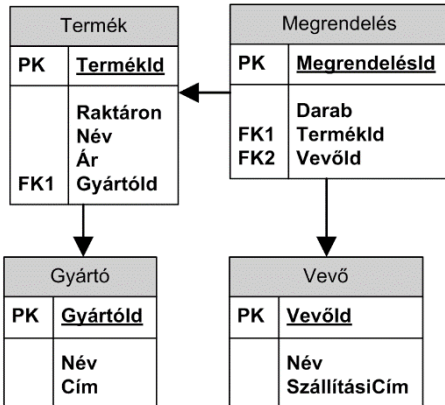 Termék
PK TermékId
Raktáron
Név
Ár
FK1 GyártóId
Megrendelés
PK MegrendelésId
Darab
FK1 TermékId
FK2 VevőId
Gyártó
PK GyártóId
Név
Cím
Vevő
PK VevőId
Név
SzállításiCím